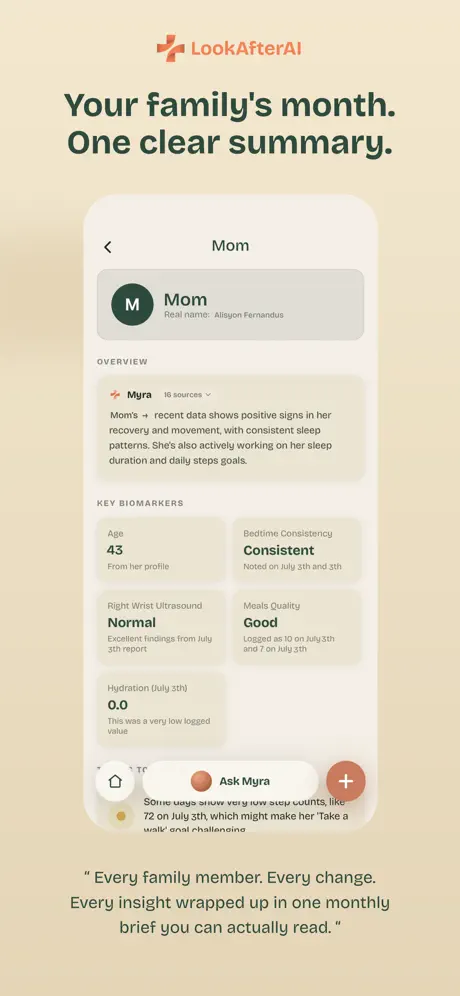 LookAfterAI
Your family's month.
One clear summary.
Mom
M
Mom
Real name: Alisyon Fernandus
OVERVIEW
Myra 16 sources
Mom's → recent data shows positive signs in her
recovery and movement, with consistent sleep
patterns. She's also actively working on her sleep
duration and daily steps goals.
KEY BIOMARKERS
Age
43
From her profile
Bedtime Consistency
Consistent
Noted on July 3th and 3th
Right Wrist Ultrasound
Normal
Excellent findings from July
3th report
Meals Quality
Good
Logged as 10 on July 3th
and 7 on July 3th
Hydration (July 3th)
0.0
This was a very low logged
value
Ask Myra
Some days show very low step counts, like
72 on July 3th, which might make her 'Take a
walk' goal challenging
“ Every family member. Every change.
Every insight wrapped up in one monthly
brief you can actually read. “